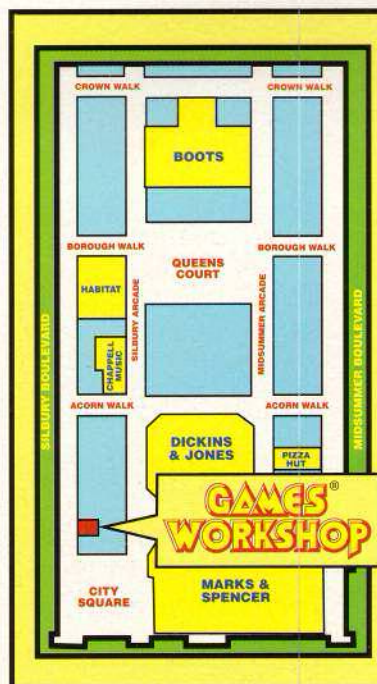 CROWN WALK
CROWN WALK
BOOTS
BOROUGH WALK
BOROUGH WALK
QUEENS
COURT
HABITAT
SILBURY ARCADE
MIDSUMMER ARCADE
SILBURY BOULEVARD
MIDSUMMER BOULEVARD
CHAPPELL
MUSIC
ACORN WALK
ACORN WALK
DICKINS
& JONES
PIZZA
HUT
GAMES®
WORKSHOP
CITY
SQUARE
MARKS &
SPENCER